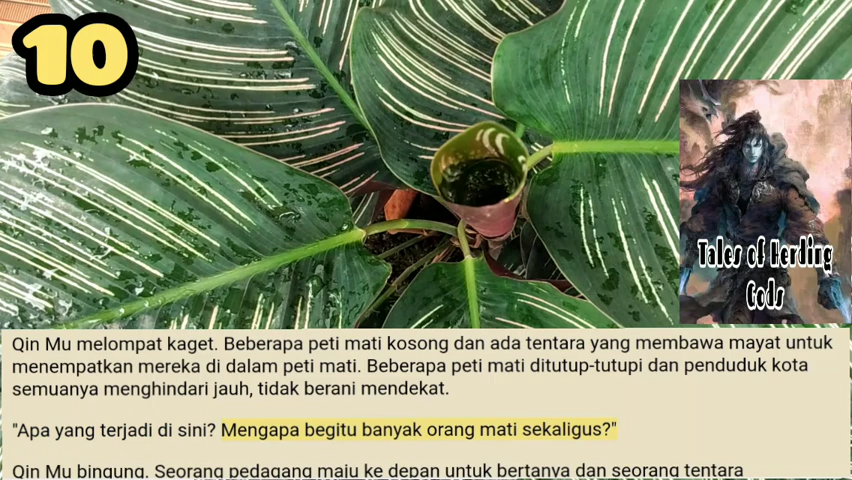 10
Tales of Herding
Gods
Qin Mu melompat kaget. Beberapa peti mati kosong dan ada tentara yang membawa mayat untuk
menempatkan mereka di dalam peti mati. Beberapa peti mati ditutup-tutupi dan penduduk kota
semuanya menghindari jauh, tidak berani mendekat.
"Apa yang terjadi di sini? Mengapa begitu banyak orang mati sekaligus?"
Qin Mu bingung. Seorang pedagang maju ke depan untuk bertanya dan seorang tentara